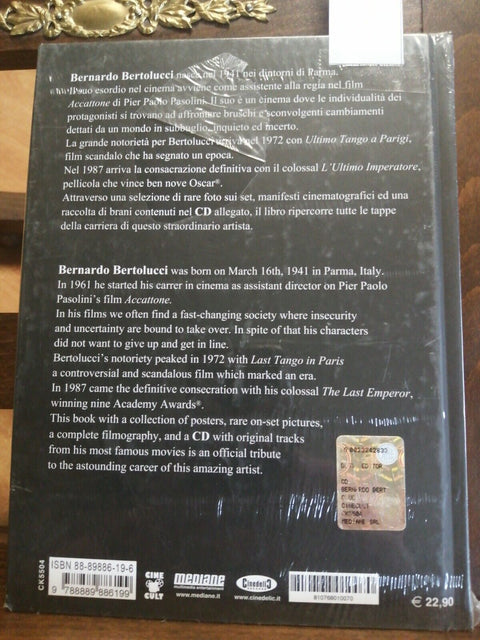 Bernardo Bertolucci nasce nel 1941 nei dintorni di Parma.
Il suo esordio nel cinema avviene come assistente alla regia nel film
Accattone di Pier Paolo Pasolini. Il suo è un cinema dove le individualità dei
protagonisti si trovano ad affrontare bruschi e sconvolgenti cambiamenti
dettati da un mondo in subbuglio, inquieto ed incerto.
La grande notorietà per Bertolucci arriva nel 1972 con Ultimo Tango a Parigi,
film scandalo che ha segnato un epoca.
Nel 1987 arriva la consacrazione definitiva con il colossal L'Ultimo Imperatore,
pellicola che vince ben nove Oscar®.
Attraverso una selezione di rare foto sui set, manifesti cinematografici ed una
raccolta di brani contenuti nel CD allegato, il libro ripercorre tutte le tappe
della carriera di questo straordinario artista.
Bernardo Bertolucci was born on March 16th, 1941 in Parma, Italy.
In 1961 he started his carrer in cinema as assistant director on Pier Paolo
Pasolini's film Accattone.
In his films we often find a fast-changing society where insecurity
and uncertainty are bound to take over. In spite of that his characters
did not want to give up and get in line.
Bertolucci's notoriety peaked in 1972 with Last Tango in Paris
a controversial and scandalous film which marked an era.
In 1987 came the definitive consecration with his colossal The Last Emperor,
winning nine Academy Awards®.
This book with a collection of posters, rare on-set pictures,
a complete filmography, and a CD with original tracks
from his most famous movies is an official tribute
to the astounding career of this amazing artist.
CD
BERNARDO BERT
CINEDELIC
CK5504
MEDIANE SRL
CK5504
ISBN 88-89886-19-6
9 788889 886199
CINE CULT
mediane
multimedia entertainment
www.mediane.it
Cinedelic
www.cinedelic.it
810768010070
€ 22,90